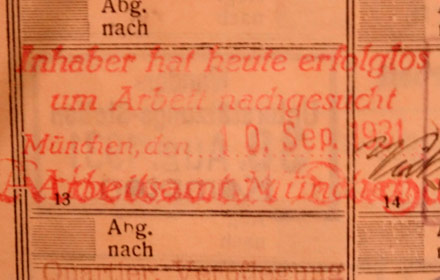 Abg.
nach
Inhaber hat heute erfolglos
um Arbeit nachgesucht
München, den 10. Sep. 1931
Arbeitsamt München
13
14
Abg.
nach